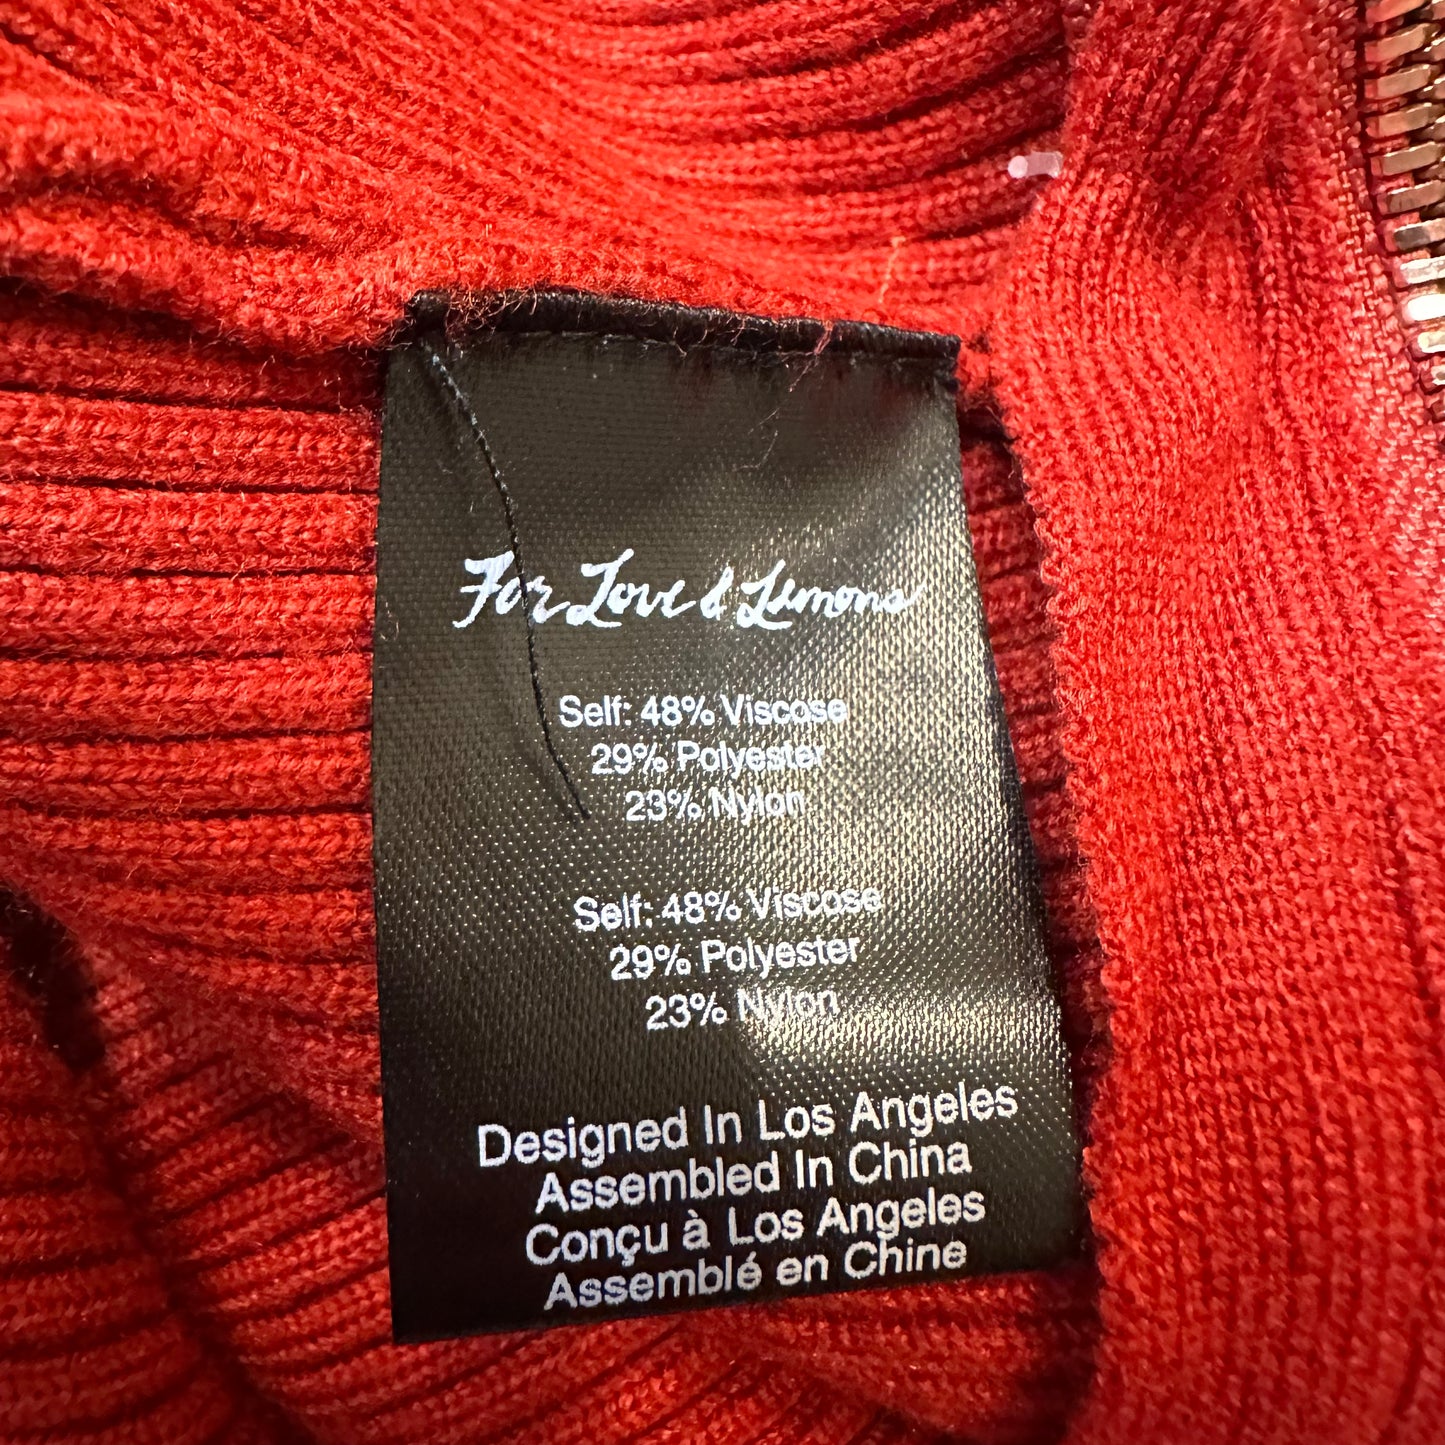 For Love & Lemons
Self: 48% Viscose
29% Polyester
23% Nylon
Self: 48% Viscose
29% Polyester
23% Nylon
Designed In Los Angeles
Assembled In China
Conçu à Los Angeles
Assemblé en Chine